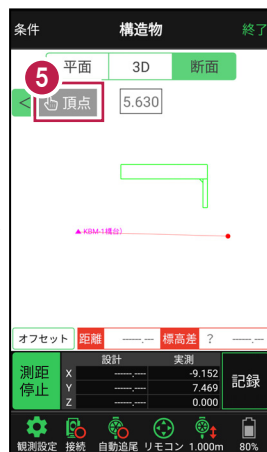 条件 構造物 終了
平面 3D 断面
5
< 頂点 5.630
▲ KBM-1(橋台)
オフセット 距離 ------.--- 標高差 ? ------.---
設計 実測
測距停止 X ------.---- -9.152 記録
Y ------.---- 7.469
Z ------.---- 0.000
観測設定 接続 自動追尾 リモコン 1.000m 80%